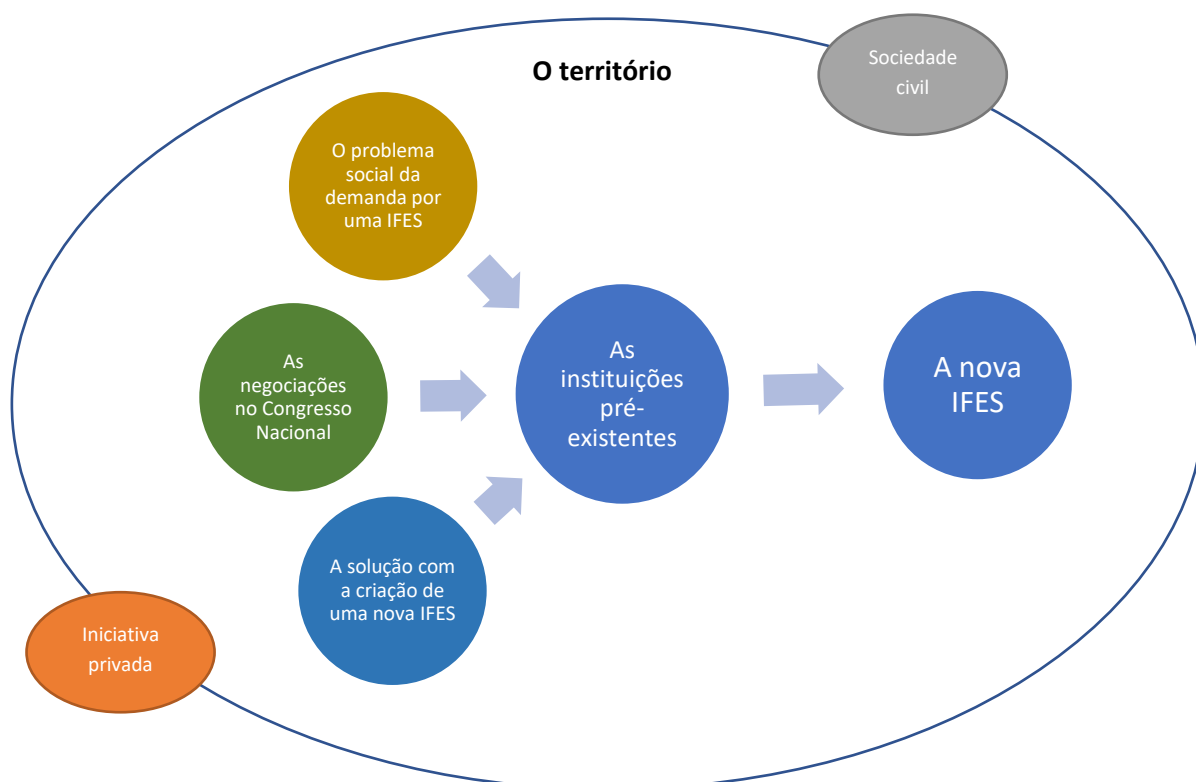 O território
Sociedade
civil
O problema
social da
demanda por
uma IFES
As
negociações
no Congresso
Nacional
As
instituições
pré-
existentes
A nova
IFES
A solução com
a criação de
uma nova IFES
Iniciativa
privada